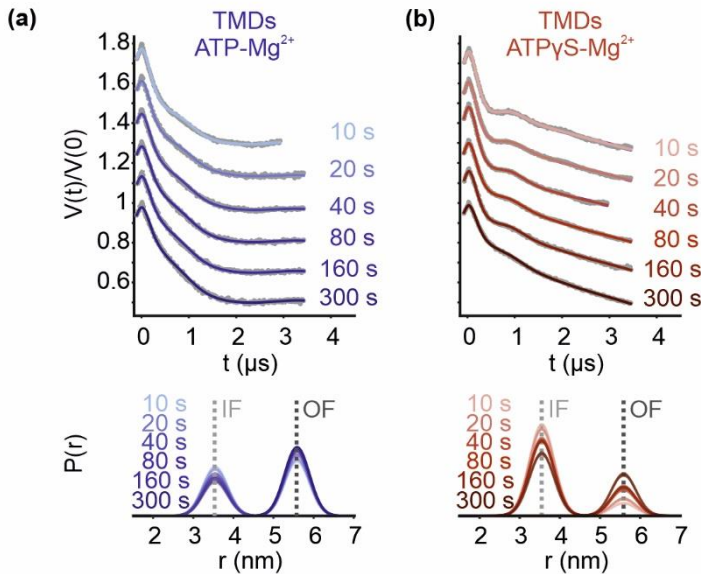 (a)
TMDs
ATP-Mg²⁺
1.8
1.6
1.4
1.2
1
0.8
0.6
V(t)/V(0)
10 s
20 s
40 s
80 s
160 s
300 s
0 1 2 3 4
t (µs)
10 s
20 s
40 s
80 s
160 s
300 s
IF
OF
P(r)
2 3 4 5 6 7
r (nm)
(b)
TMDs
ATPγS-Mg²⁺
10 s
20 s
40 s
80 s
160 s
300 s
0 1 2 3 4
t (µs)
10 s
20 s
40 s
80 s
160 s
300 s
IF
OF
2 3 4 5 6 7
r (nm)